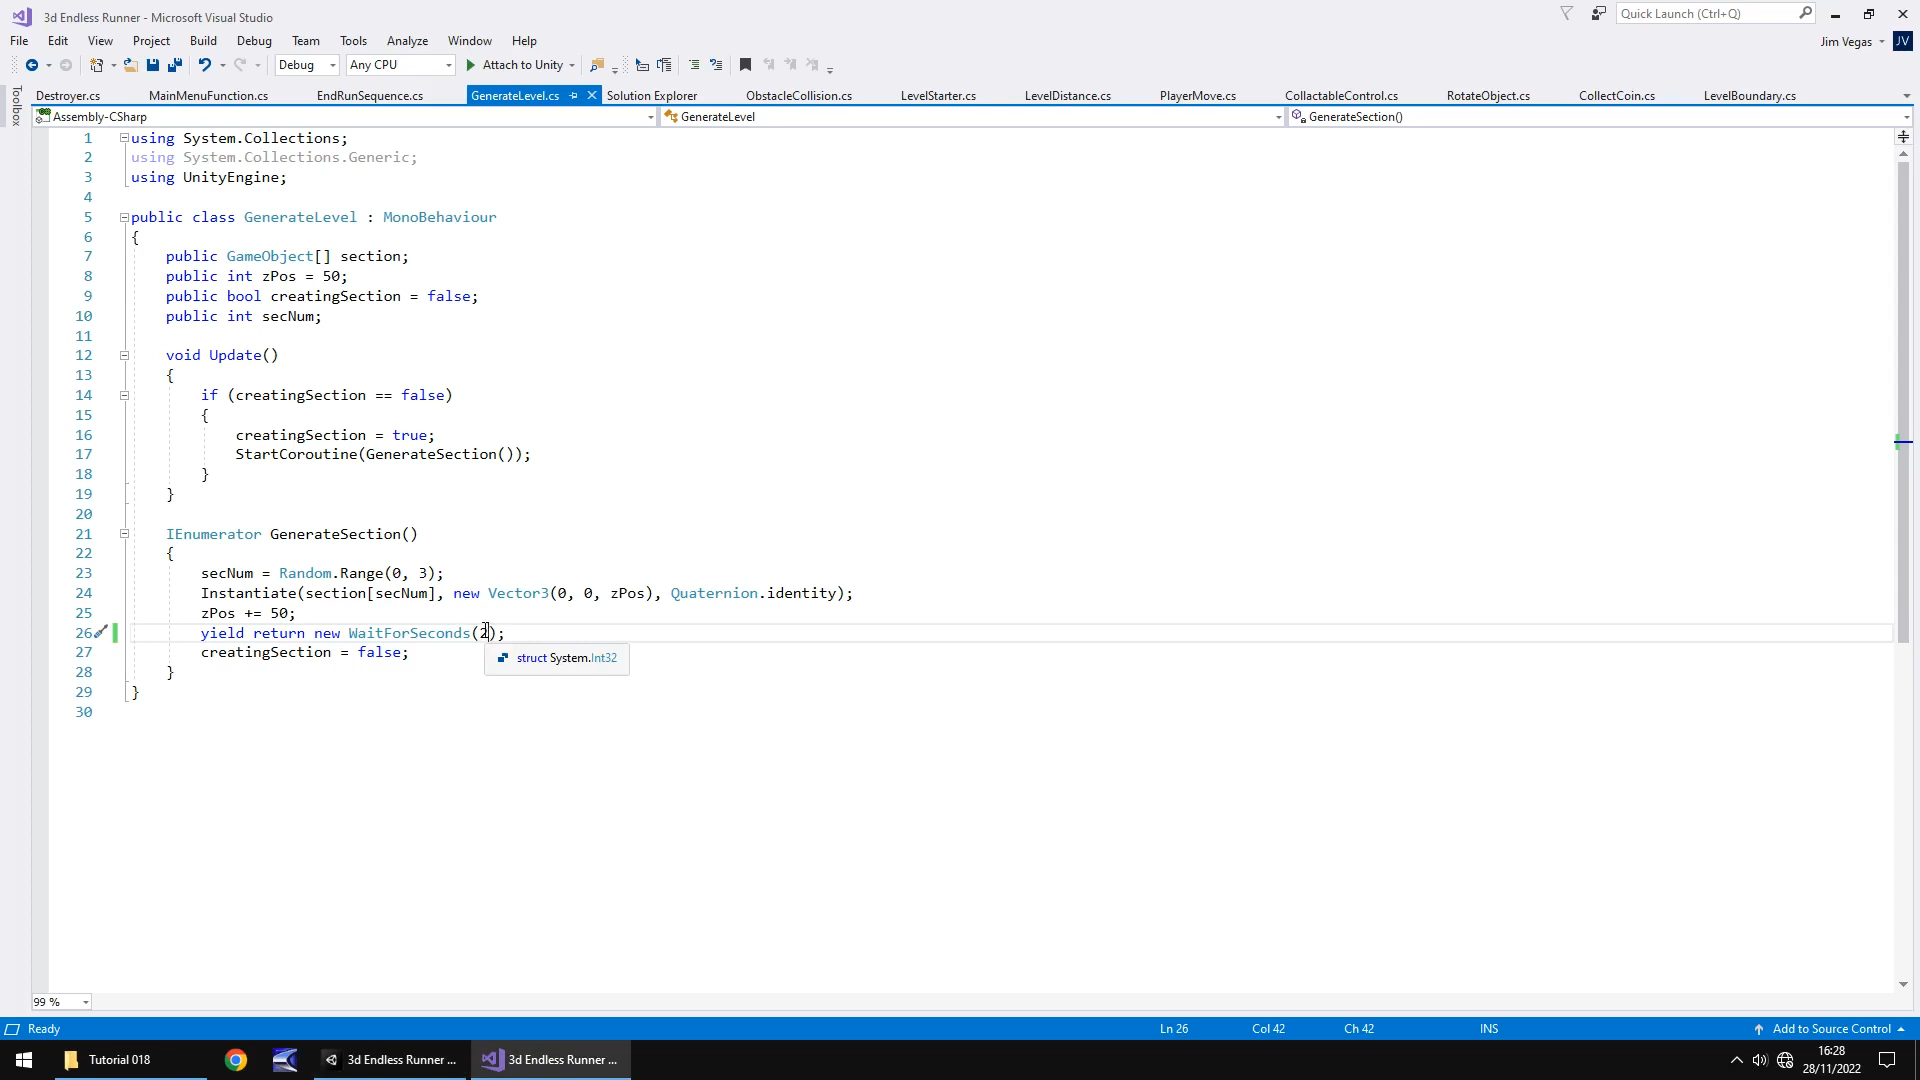 3d Endless Runner - Microsoft Visual Studio
Quick Launch (Ctrl+Q)
File Edit View Project Build Debug Team Tools Analyze Window Help
Jim Vegas JV
Debug Any CPU Attach to Unity
Toolbox
Destroyer.cs MainMenuFunction.cs EndRunSequence.cs GenerateLevel.cs Solution Explorer ObstacleCollision.cs LevelStarter.cs LevelDistance.cs PlayerMove.cs CollactableControl.cs RotateObject.cs CollectCoin.cs LevelBoundary.cs
Assembly-CSharp GenerateLevel GenerateSection()
1 using System.Collections;
2 using System.Collections.Generic;
3 using UnityEngine;
4
5 public class GenerateLevel : MonoBehaviour
6 {
7 public GameObject[] section;
8 public int zPos = 50;
9 public bool creatingSection = false;
10 public int secNum;
11
12 void Update()
13 {
14 if (creatingSection == false)
15 {
16 creatingSection = true;
17 StartCoroutine(GenerateSection());
18 }
19 }
20
21 IEnumerator GenerateSection()
22 {
23 secNum = Random.Range(0, 3);
24 Instantiate(section[secNum], new Vector3(0, 0, zPos), Quaternion.identity);
25 zPos += 50;
26 yield return new WaitForSeconds(2);
27 creatingSection = false;
struct System.Int32
28 }
29 }
30
99 %
Ready Ln 26 Col 42 Ch 42 INS Add to Source Control
Tutorial 018 3d Endless Runner ... 3d Endless Runner ...
16:28
28/11/2022